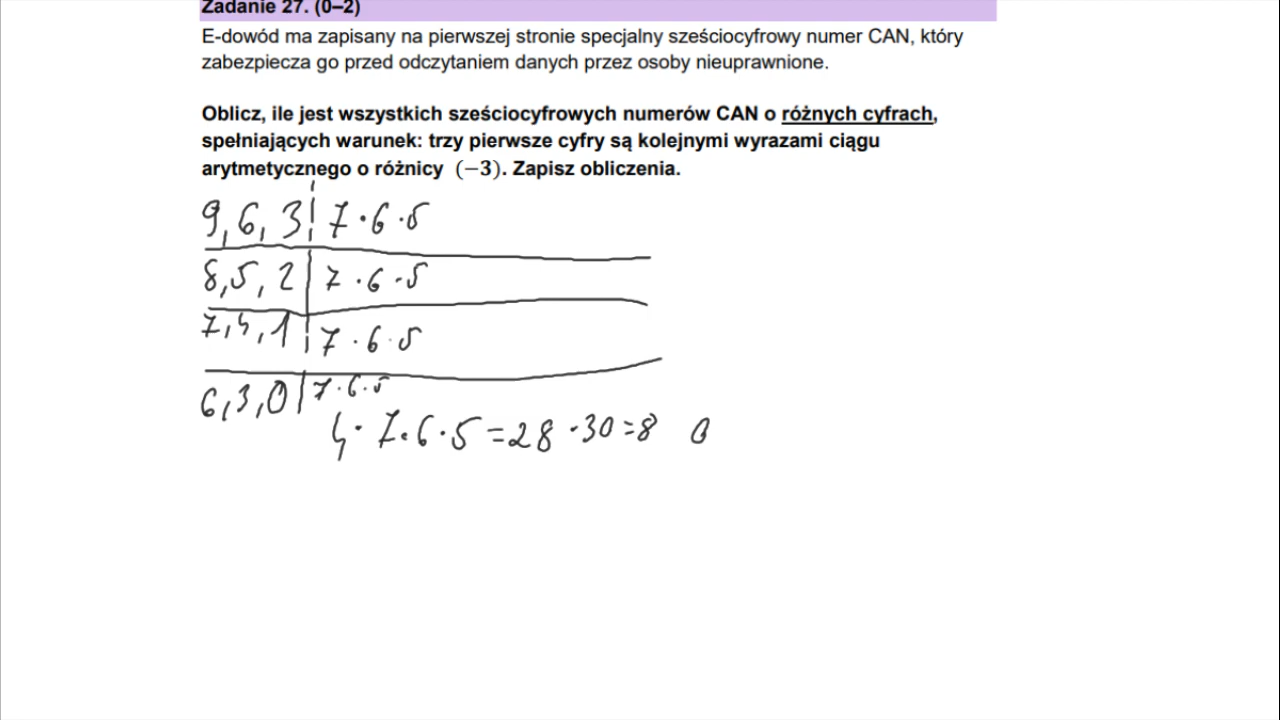 Zadanie 27. (0–2)
E-dowód ma zapisany na pierwszej stronie specjalny sześciocyfrowy numer CAN, który
zabezpiecza go przed odczytaniem danych przez osoby nieuprawnione.
Oblicz, ile jest wszystkich sześciocyfrowych numerów CAN o różnych cyfrach,
spełniających warunek: trzy pierwsze cyfry są kolejnymi wyrazami ciągu
arytmetycznego o różnicy (−3). Zapisz obliczenia.
9, 6, 3 | 7 · 6 · 5
8, 5, 2 | 7 · 6 · 5
7, 4, 1 | 7 · 6 · 5
6, 3, 0 | 7 · 6 · 5
4 · 7 · 6 · 5 = 28 · 30 = 8 0